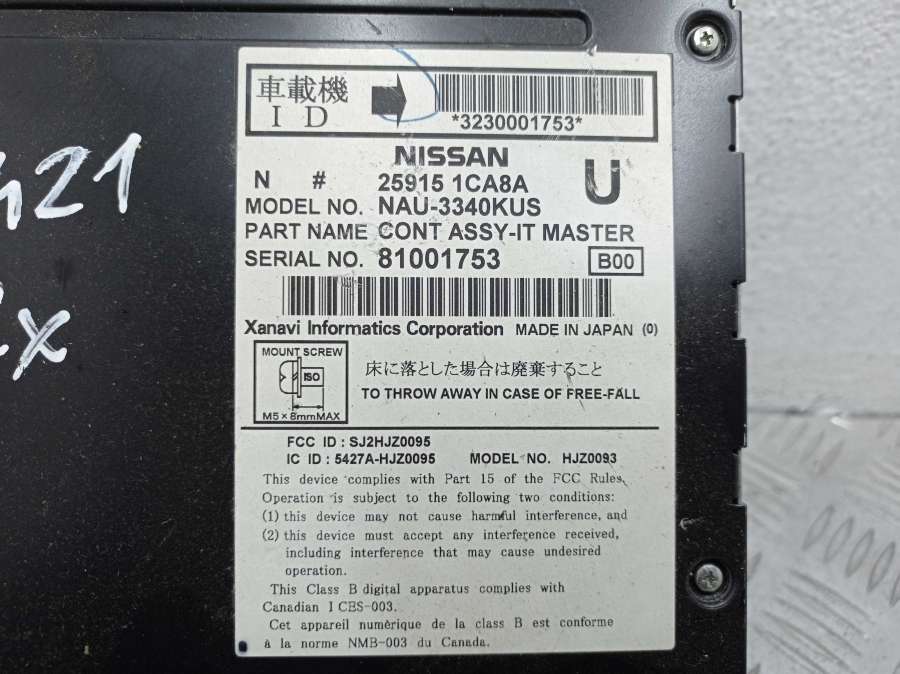 車載機
I D
*3230001753*
NISSAN
N # 25915 1CA8A U
MODEL NO. NAU-3340KUS
PART NAME CONT ASSY-IT MASTER
SERIAL NO. 81001753 B00
Xanavi Informatics Corporation MADE IN JAPAN (0)
MOUNT SCREW
ISO
M5×8mmMAX
床に落とした場合は廃棄すること
TO THROW AWAY IN CASE OF FREE-FALL
FCC ID : SJ2HJZ0095
IC ID : 5427A-HJZ0095 MODEL NO. HJZ0093
This device complies with Part 15 of the FCC Rules.
Operation is subject to the following two conditions:
(1) this device may not cause harmful interference, and
(2) this device must accept any interference received,
including interference that may cause undesired
operation.
This Class B digital apparatus complies with
Canadian I CES-003.
Cet appareil numérique de la class B est conforme
à la norme NMB-003 du Canada.
21
x